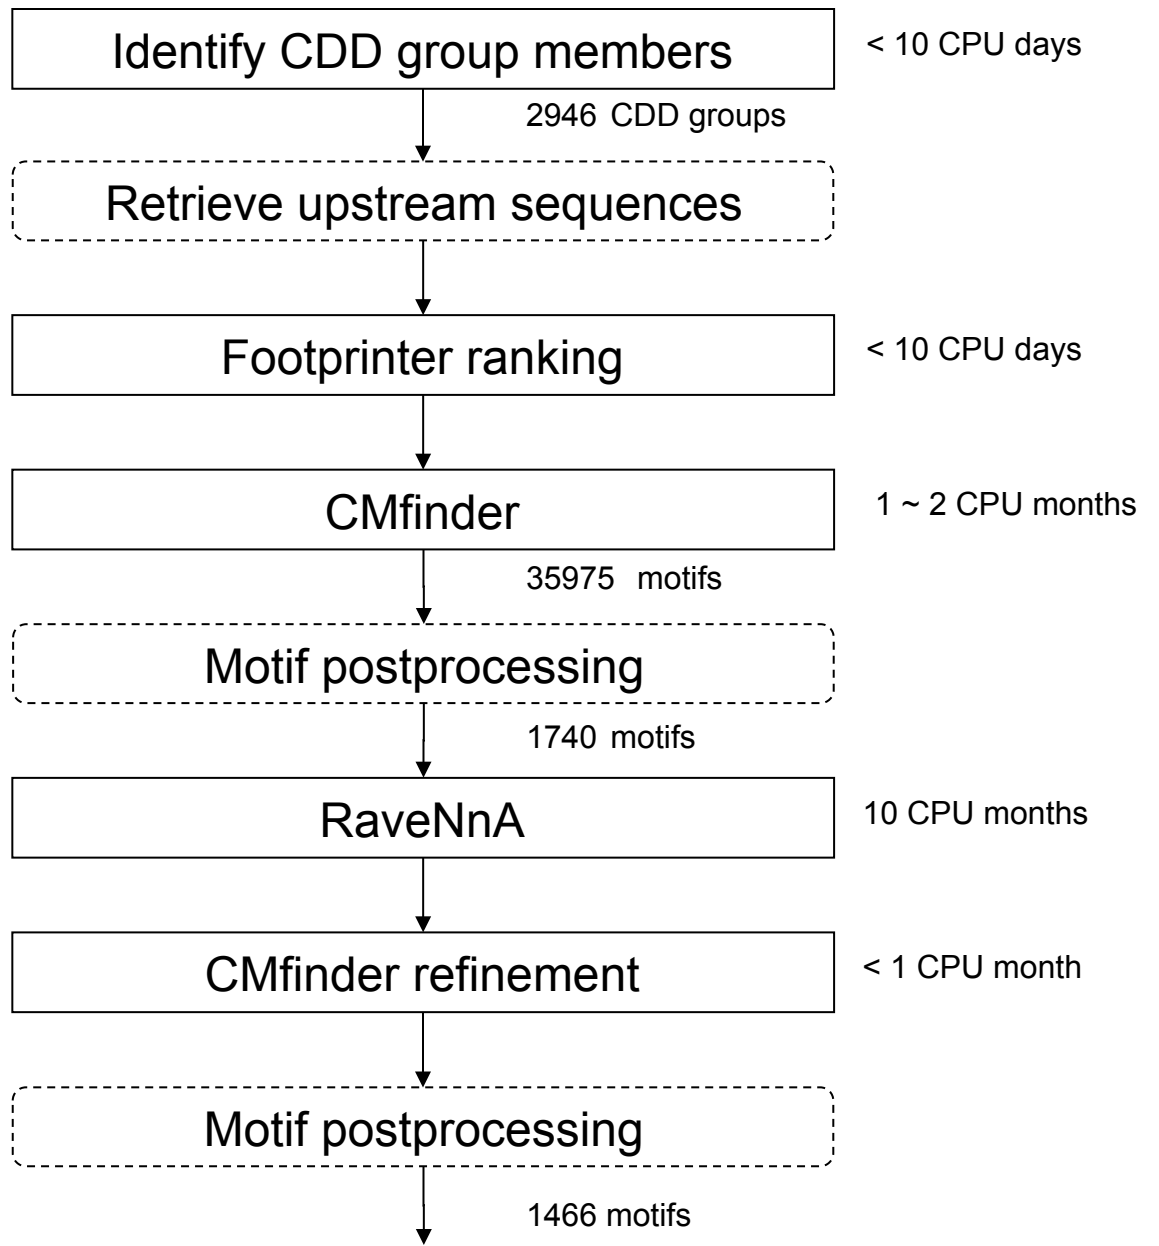 Identify CDD group members
< 10 CPU days
2946 CDD groups
Retrieve upstream sequences
Footprinter ranking
< 10 CPU days
CMfinder
1 ~ 2 CPU months
35975 motifs
Motif postprocessing
1740 motifs
RaveNnA
10 CPU months
CMfinder refinement
< 1 CPU month
Motif postprocessing
1466 motifs